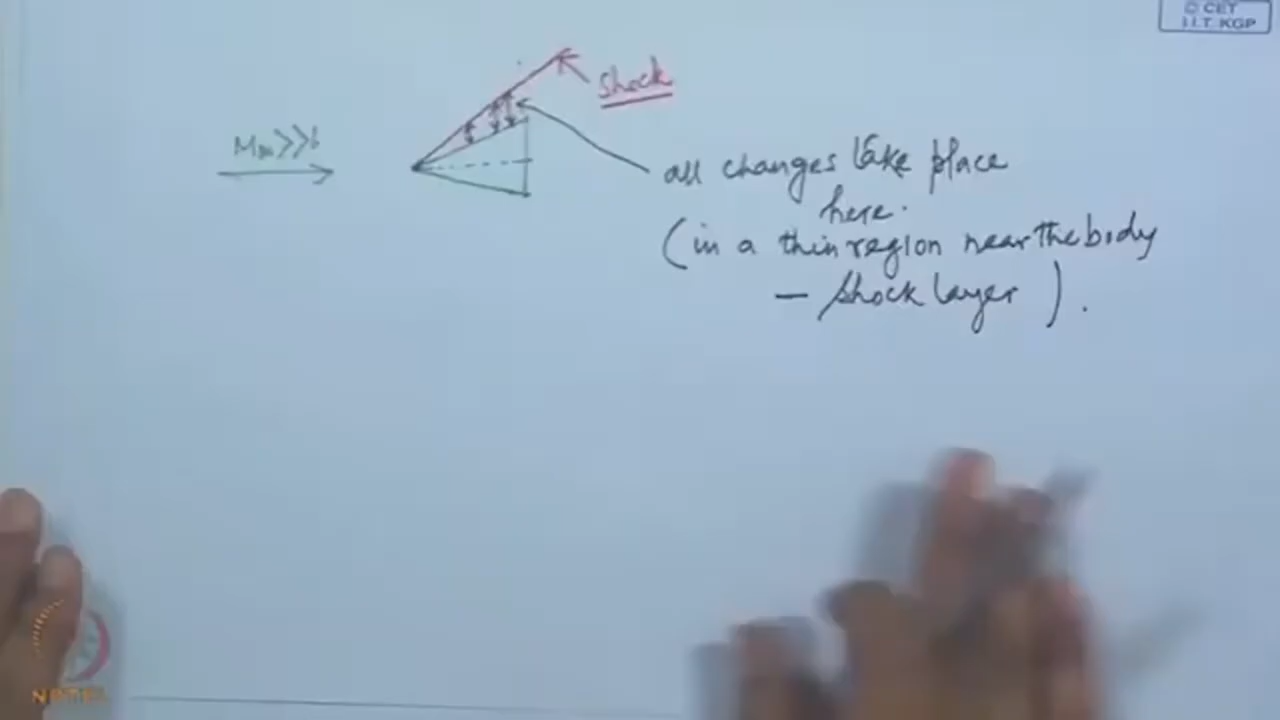 © CET
I.I.T. KGP
shock
M∞>>1
all changes take place
here.
(in a thin region near the body
— shock layer).
NPTEL